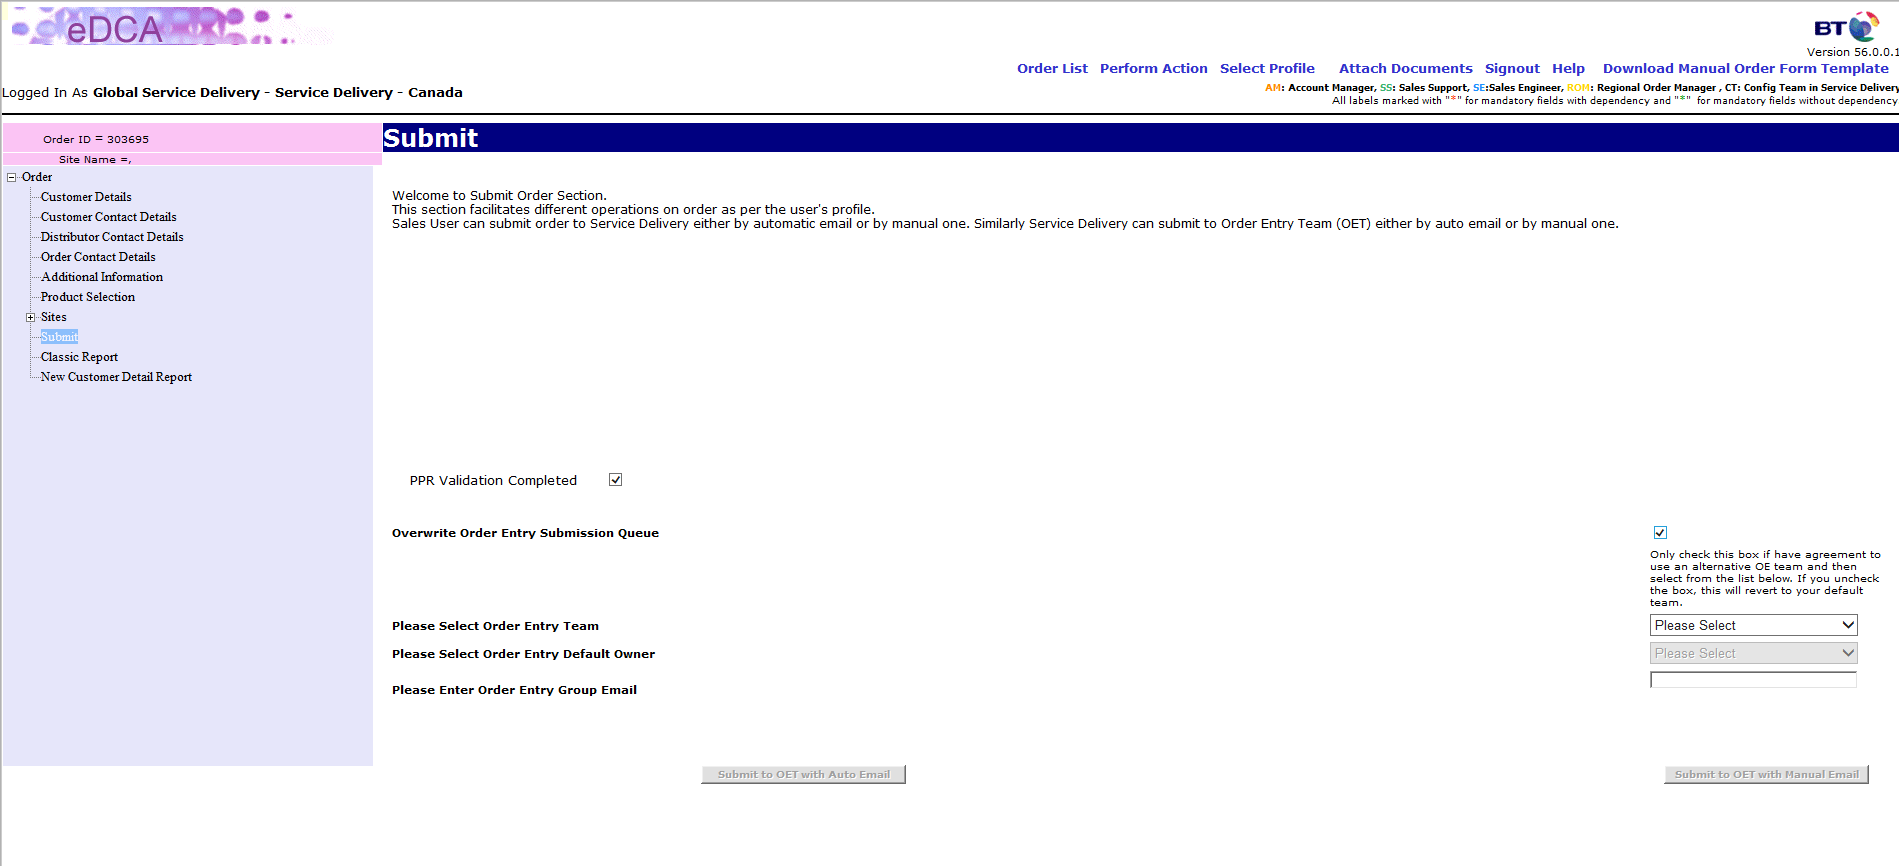 eDCA
BT
Version 56.0.0.1
Order List Perform Action Select Profile Attach Documents Signout Help Download Manual Order Form Template
Logged In As Global Service Delivery - Service Delivery - Canada
AM: Account Manager, SS: Sales Support, SE:Sales Engineer, ROM: Regional Order Manager , CT: Config Team in Service Delivery
All labels marked with "*" for mandatory fields with dependency and "*" for mandatory fields without dependency
Order ID = 303695
Site Name =,
Submit
Order
Customer Details
Customer Contact Details
Distributor Contact Details
Order Contact Details
Additional Information
Product Selection
Sites
Submit
Classic Report
New Customer Detail Report
Welcome to Submit Order Section.
This section facilitates different operations on order as per the user's profile.
Sales User can submit order to Service Delivery either by automatic email or by manual one. Similarly Service Delivery can submit to Order Entry Team (OET) either by auto email or by manual one.
PPR Validation Completed
Overwrite Order Entry Submission Queue
Only check this box if have agreement to
use an alternative OE team and then
select from the list below. If you uncheck
the box, this will revert to your default
team.
Please Select Order Entry Team
Please Select
Please Select Order Entry Default Owner
Please Select
Please Enter Order Entry Group Email
Submit to OET with Auto Email
Submit to OET with Manual Email